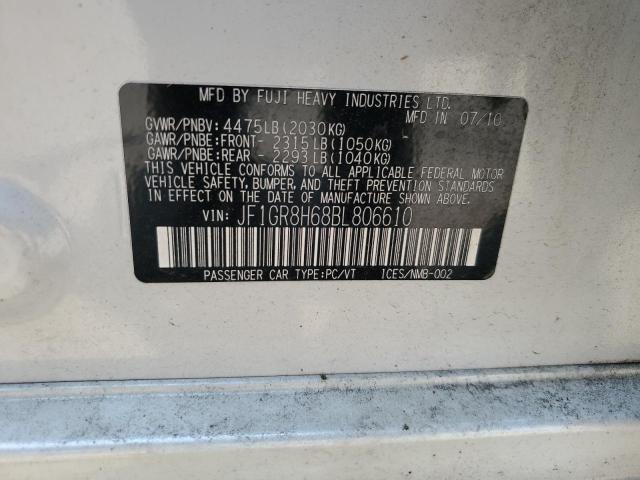 MFD BY FUJI HEAVY INDUSTRIES LTD.
MFD IN 07/10
GVWR/PNBV: 4475LB(2030KG)
GAWR/PNBE:FRONT- 2315LB(1050KG)
GAWR/PNBE:REAR - 2293LB(1040KG)
THIS VEHICLE CONFORMS TO ALL APPLICABLE FEDERAL MOTOR
VEHICLE SAFETY, BUMPER, AND THEFT PREVENTION STANDARDS
IN EFFECT ON THE DATE OF MANUFACTURE SHOWN ABOVE.
VIN: JF1GR8H68BL806610
PASSENGER CAR TYPE:PC/VT 1CES/NMB-002